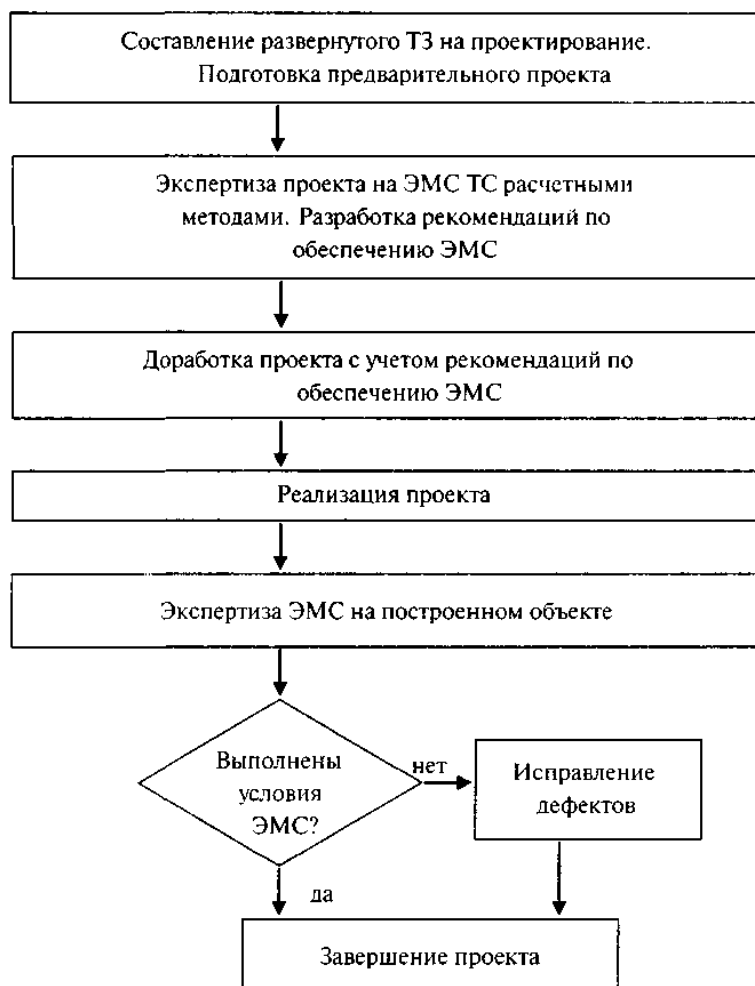 Составление развернутого ТЗ на проектирование.
Подготовка предварительного проекта
Экспертиза проекта на ЭМС ТС расчетными
методами. Разработка рекомендаций по
обеспечению ЭМС
Доработка проекта с учетом рекомендаций по
обеспечению ЭМС
Реализация проекта
Экспертиза ЭМС на построенном объекте
Выполнены
условия
ЭМС?
нет
Исправление
дефектов
да
Завершение проекта